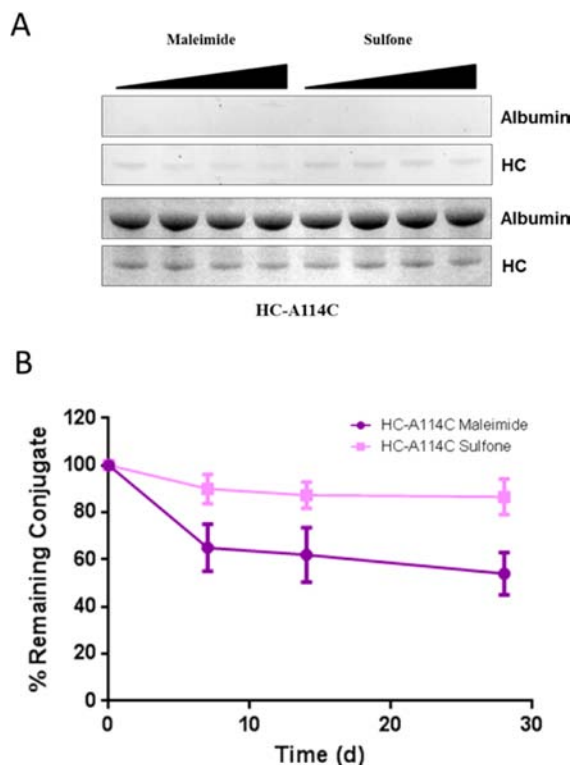 A
Maleimide Sulfone
Albumin
HC
Albumin
HC
HC-A114C
B
HC-A114C Maleimide
HC-A114C Sulfone
120
100
80
60
40
20
0
% Remaining Conjugate
0 10 20 30
Time (d)